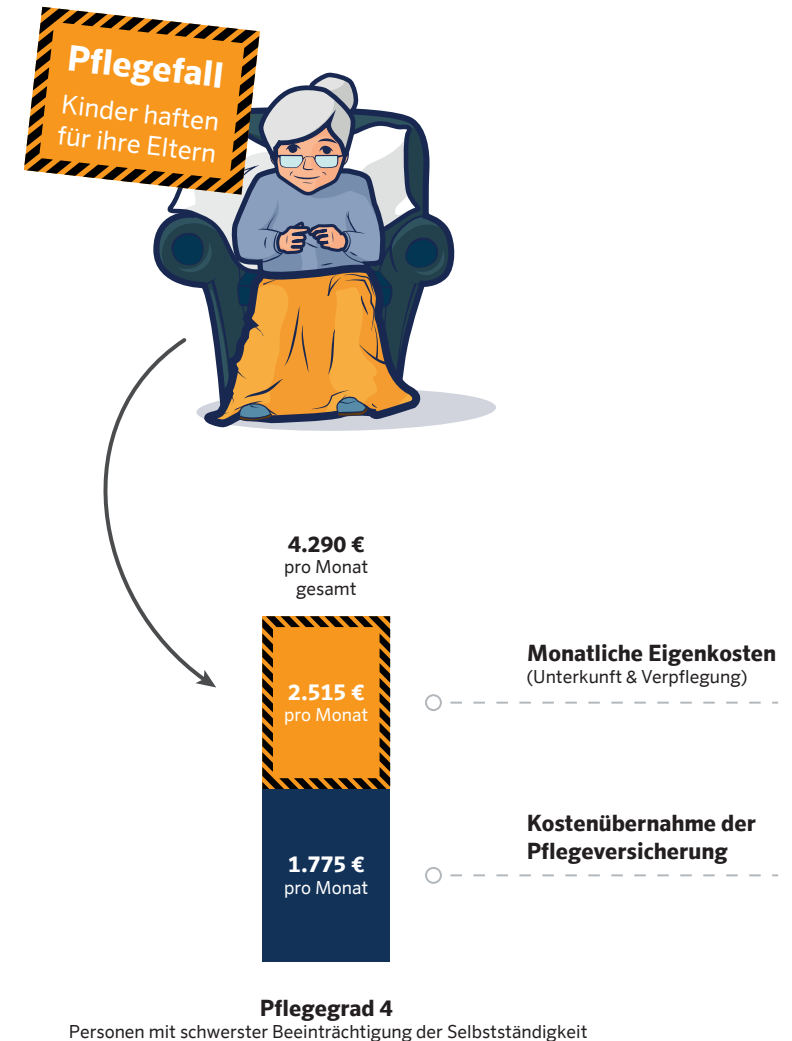 Pflegefall
Kinder haften
für ihre Eltern
4.290 €
pro Monat
gesamt
2.515 €
pro Monat
Monatliche Eigenkosten
(Unterkunft & Verpflegung)
1.775 €
pro Monat
Kostenübernahme der
Pflegeversicherung
Pflegegrad 4
Personen mit schwerster Beeinträchtigung der Selbstständigkeit